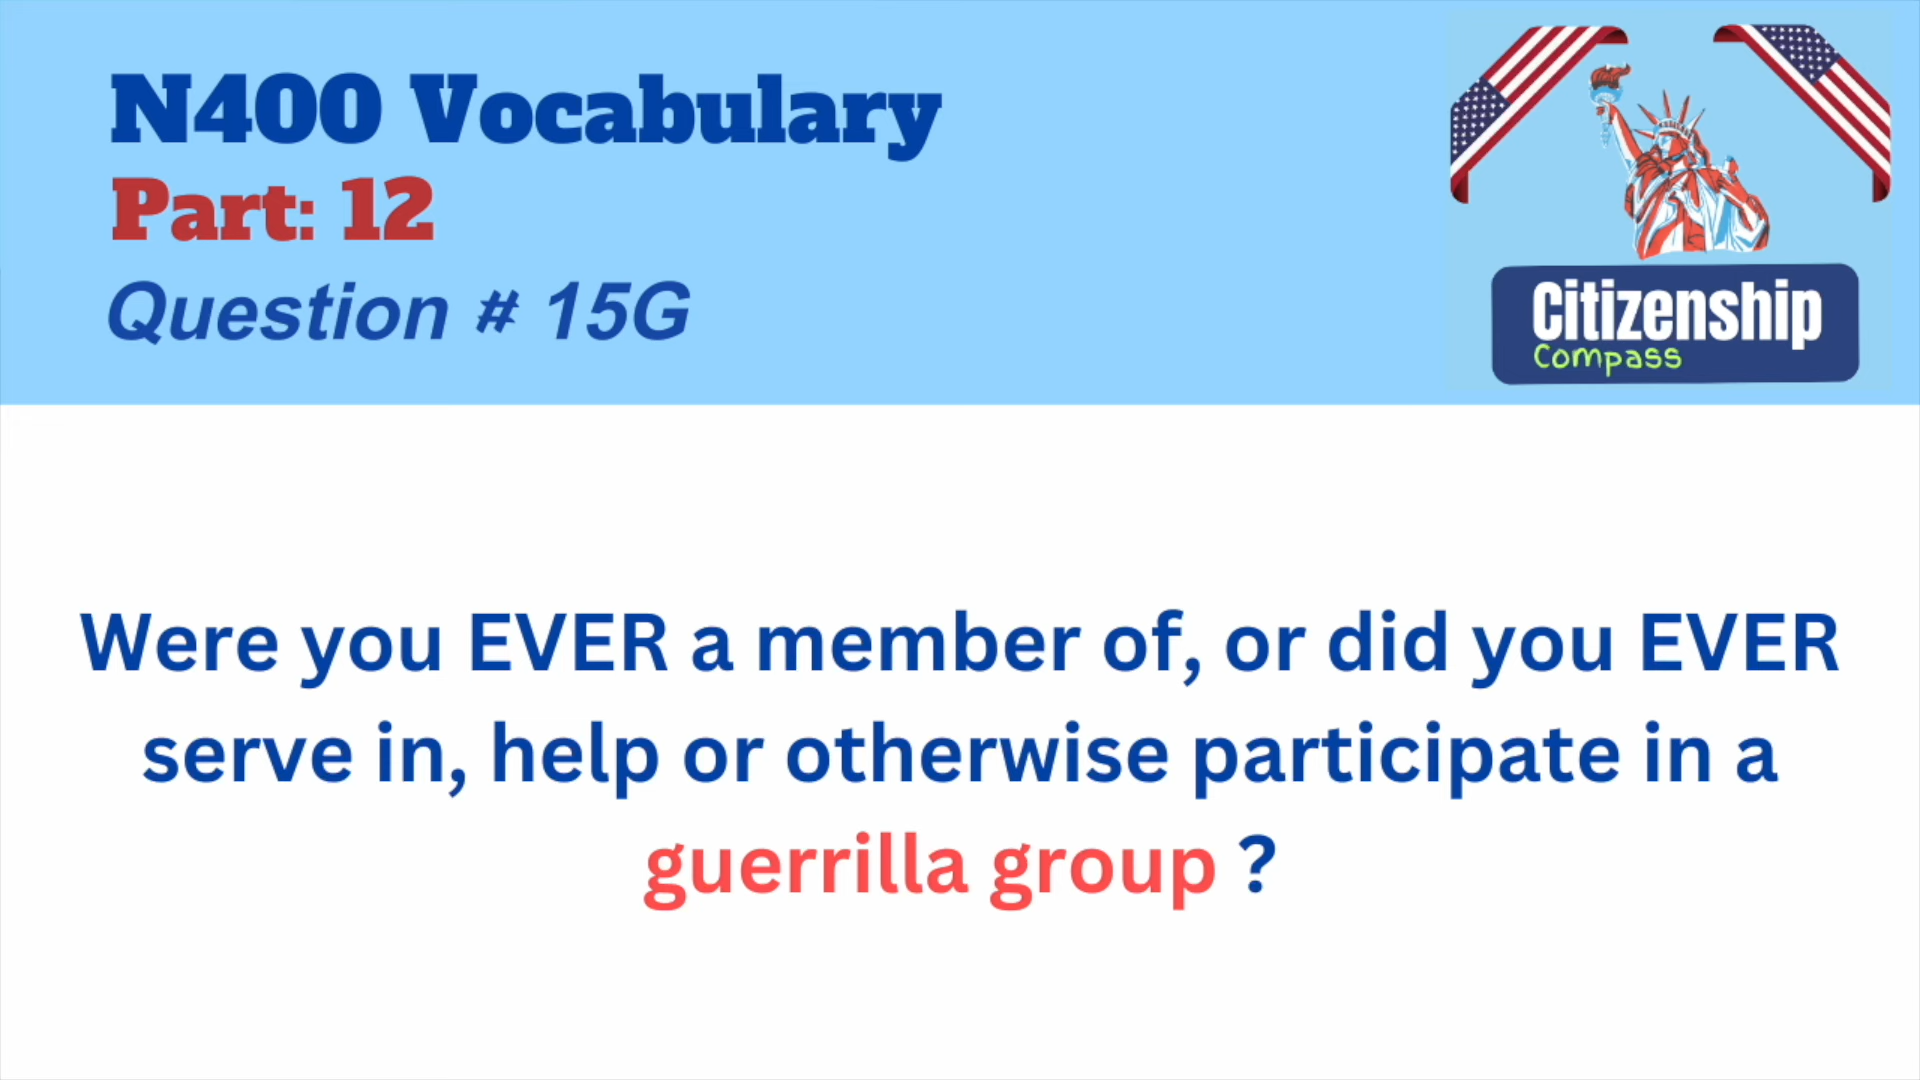 N400 Vocabulary
Part: 12
Question # 15G
Citizenship
Compass
Were you EVER a member of, or did you EVER
serve in, help or otherwise participate in a
guerrilla group ?